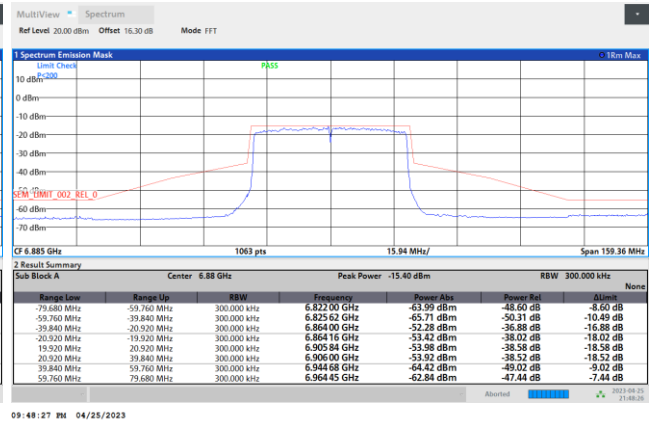 MultiView Spectrum
Ref Level 20.00 dBm Offset 16.30 dB Mode FFT
1 Spectrum Emission Mask 1Rm Max
Limit Check PASS
P<200
10 dBm
0 dBm
-10 dBm
-20 dBm
-30 dBm
-40 dBm
SEM_LIMIT_002_REL_0
-60 dBm
-70 dBm
CF 6.885 GHz 1063 pts 15.94 MHz/ Span 159.36 MHz
2 Result Summary
Sub Block A Center 6.88 GHz Peak Power -15.40 dBm RBW 300.000 kHz
None
Range Low Range Up RBW Frequency Power Abs Power Rel ΔLimit
-79.680 MHz -59.760 MHz 300.000 kHz 6.822 00 GHz -63.99 dBm -48.60 dB -8.60 dB
-59.760 MHz -39.840 MHz 300.000 kHz 6.825 62 GHz -65.71 dBm -50.31 dB -10.49 dB
-39.840 MHz -20.920 MHz 300.000 kHz 6.864 00 GHz -52.28 dBm -36.88 dB -16.88 dB
-20.920 MHz -19.920 MHz 300.000 kHz 6.864 16 GHz -53.42 dBm -38.02 dB -18.02 dB
19.920 MHz 20.920 MHz 300.000 kHz 6.905 84 GHz -53.98 dBm -38.58 dB -18.58 dB
20.920 MHz 39.840 MHz 300.000 kHz 6.906 00 GHz -53.92 dBm -38.52 dB -18.52 dB
39.840 MHz 59.760 MHz 300.000 kHz 6.944 68 GHz -64.42 dBm -49.02 dB -9.02 dB
59.760 MHz 79.680 MHz 300.000 kHz 6.964 45 GHz -62.84 dBm -47.44 dB -7.44 dB
Aborted 2023-04-25
21:48:26
09:48:27 PM 04/25/2023